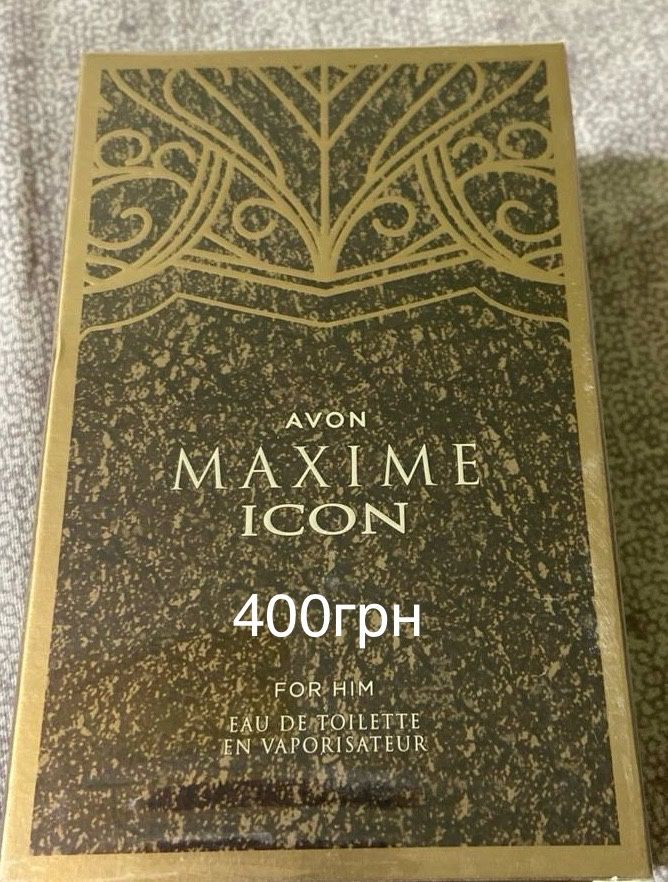 AVON
MAXIME
ICON
400грн
FOR HIM
EAU DE TOILETTE
EN VAPORISATEUR